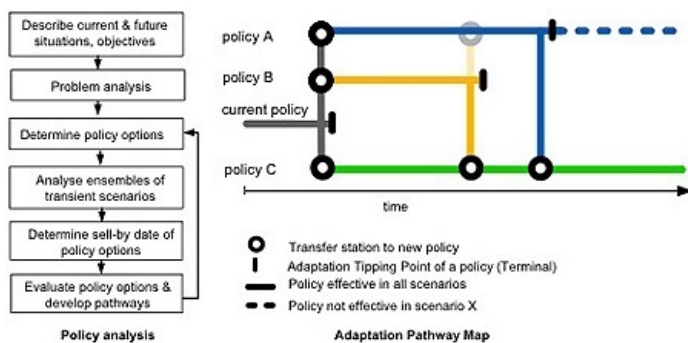 Describe current & future
situations, objectives
Problem analysis
Determine policy options
Analyse ensembles of
transient scenarios
Determine sell-by date of
policy options
Evaluate policy options &
develop pathways
Policy analysis
policy A
policy B
current policy
policy C
time
Transfer station to new policy
Adaptation Tipping Point of a policy (Terminal)
Policy effective in all scenarios
Policy not effective in scenario X
Adaptation Pathway Map